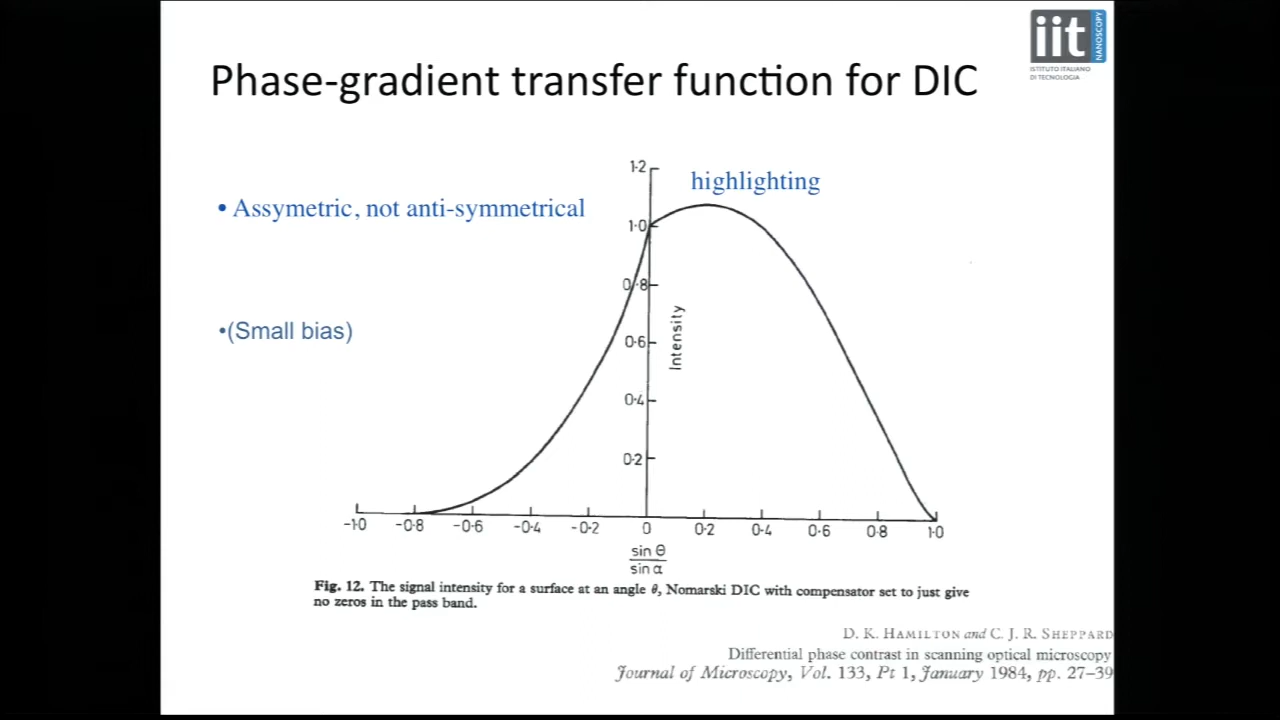 iit
NANOSCOPY
ISTITUTO ITALIANO
DI TECNOLOGIA
Phase-gradient transfer function for DIC
highlighting
• Assymetric, not anti-symmetrical
•(Small bias)
1·2
1·0
0·8
0·6
0·4
0·2
Intensity
-1·0 -0·8 -0·6 -0·4 -0·2 0 0·2 0·4 0·6 0·8 1·0
sin θ
sin α
Fig. 12. The signal intensity for a surface at an angle θ, Nomarski DIC with compensator set to just give
no zeros in the pass band.
D. K. HAMILTON and C. J. R. SHEPPARD
Differential phase contrast in scanning optical microscopy
Journal of Microscopy, Vol. 133, Pt 1, January 1984, pp. 27–39